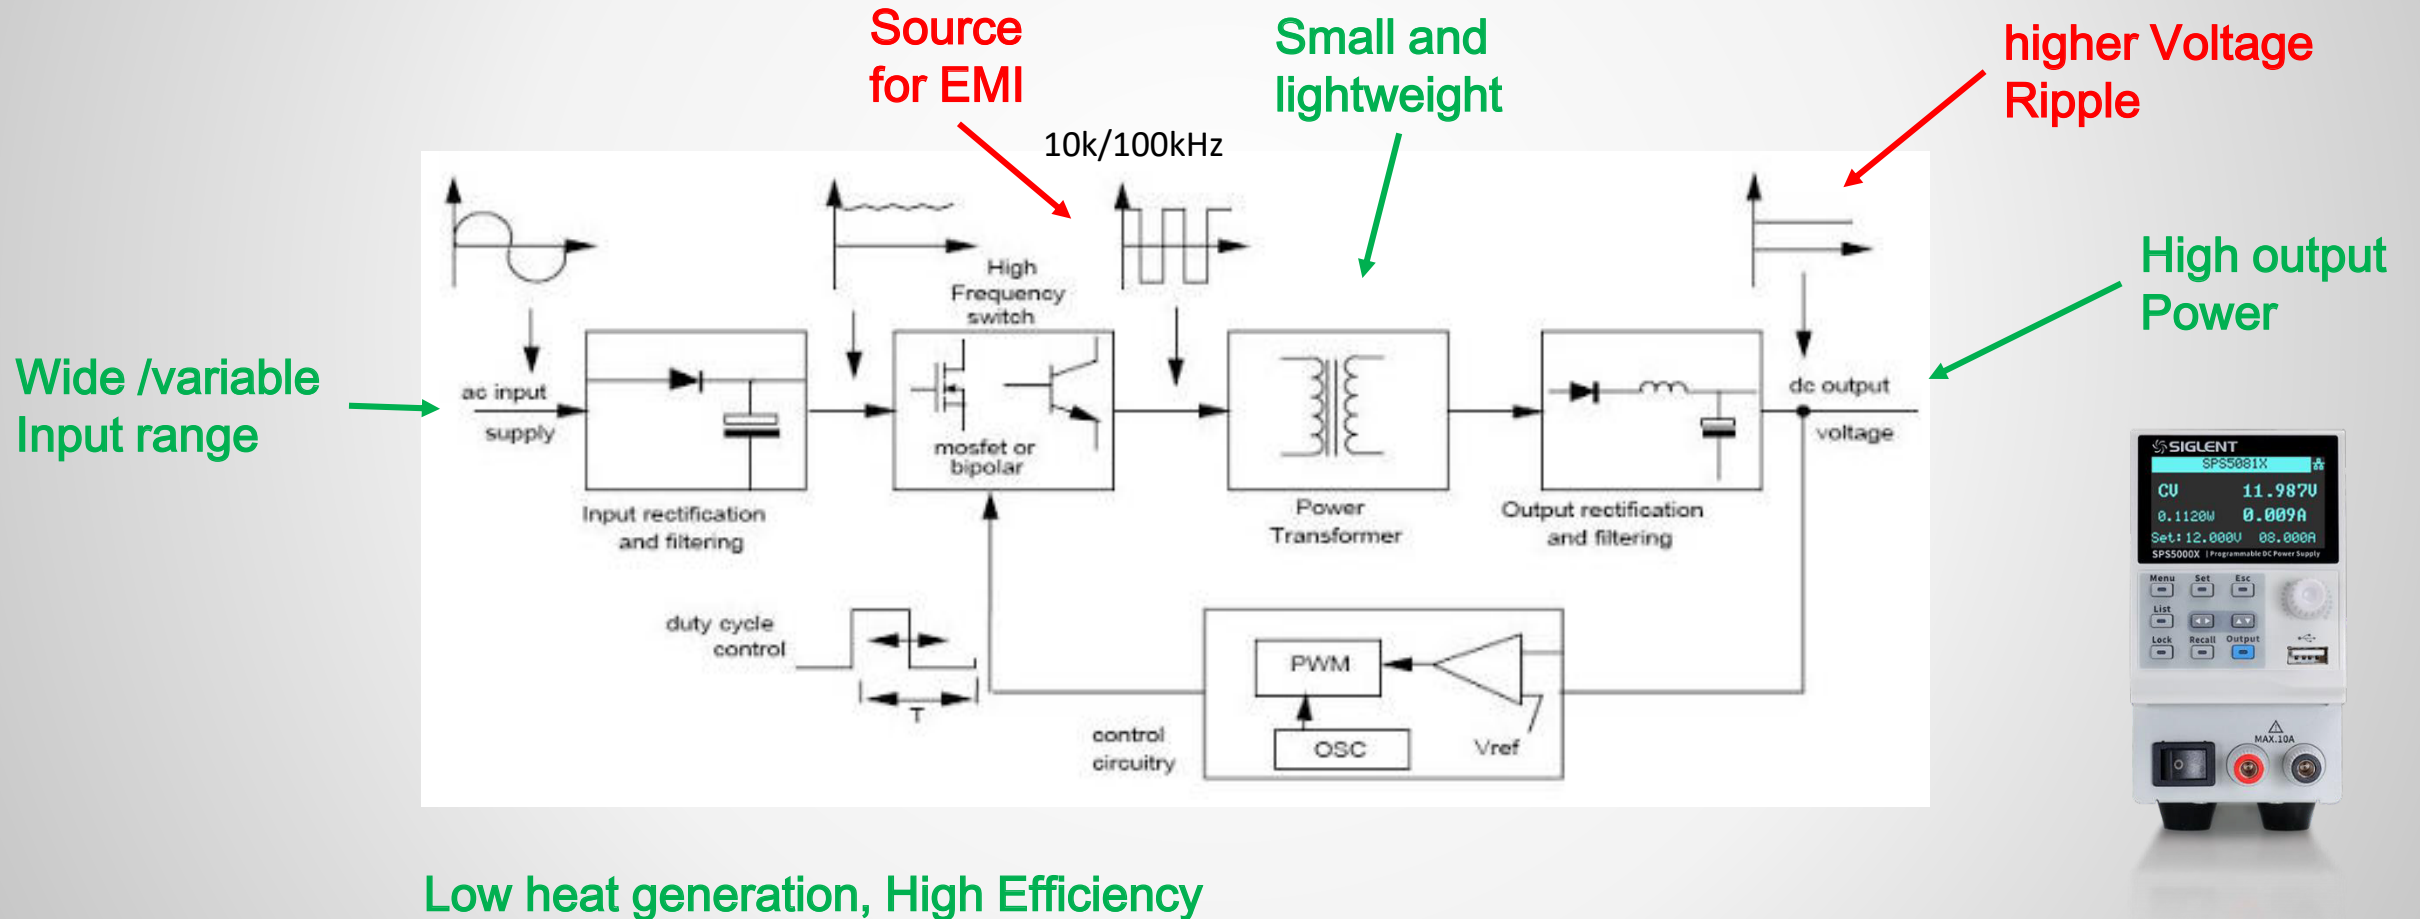 Source
for EMI
Small and
lightweight
higher Voltage
Ripple
10k/100kHz
High
Frequency
switch
High output
Power
Wide /variable
Input range
ac input
supply
mosfet or
bipolar
dc output
voltage
Input rectification
and filtering
Power
Transformer
Output rectification
and filtering
duty cycle
control
T
PWM
OSC
Vref
control
circuitry
SIGLENT
SPS5081X
CV 11.987V
0.1120W 0.009A
Set: 12.000V 08.000A
SPS5000X | Programmable DC Power Supply
Menu Set Esc
List
Lock Recall Output
MAX.10A
Low heat generation, High Efficiency